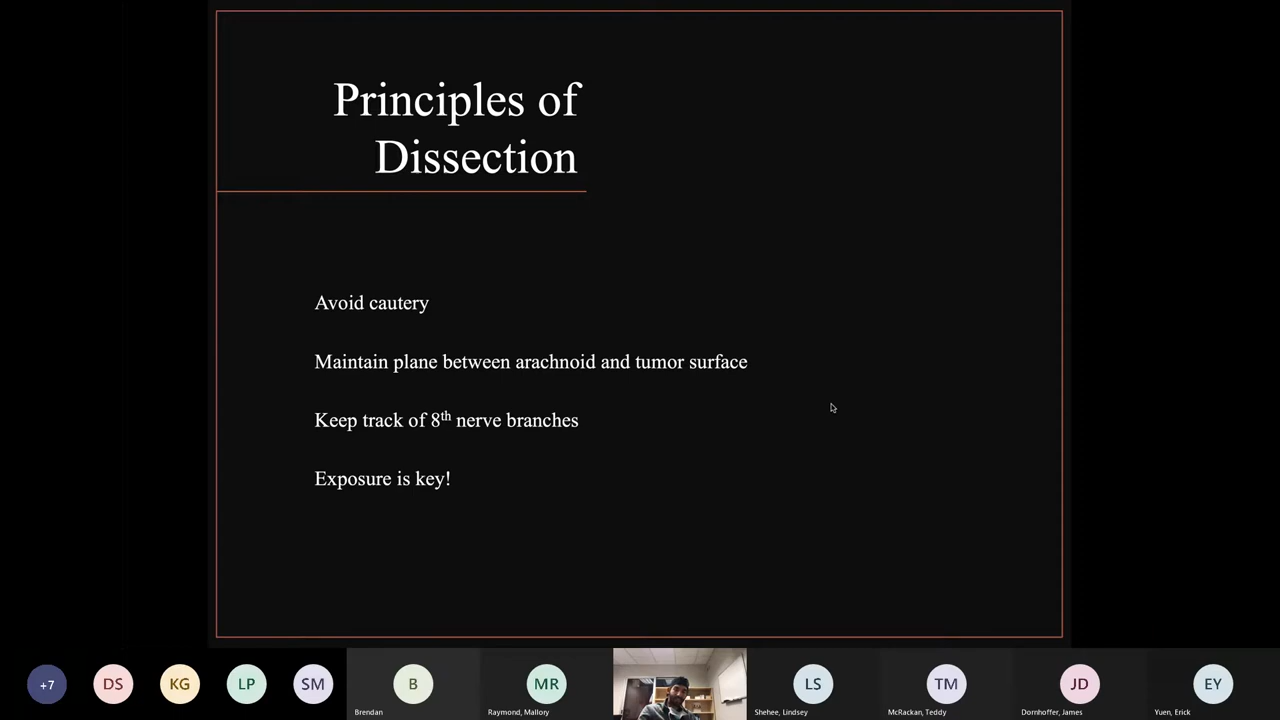 Principles of
Dissection
Avoid cautery
Maintain plane between arachnoid and tumor surface
Keep track of 8th nerve branches
Exposure is key!
+7
DS
KG
LP
SM
B
MR
LS
TM
JD
EY
Brendan
Raymond, Mallory
Shehee, Lindsey
McRackan, Teddy
Dornhoffer, James
Yuen, Erick